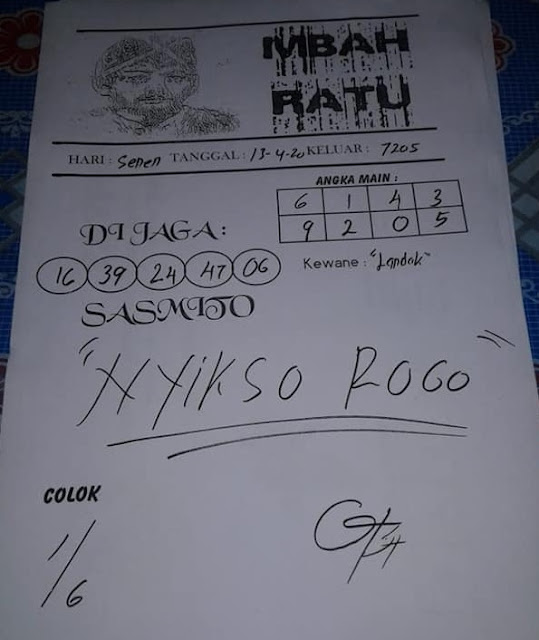 MBAH
RATU
HARI : Senen TANGGAL : 13-4-20 KELUAR : 7205
ANGKA MAIN :
6 1 4 3
9 2 0 5
DI JAGA :
16 39 24 47 06
Kewane : "Landak"
SASMITO
"NYIKSO ROGO"
COLOK
1/6